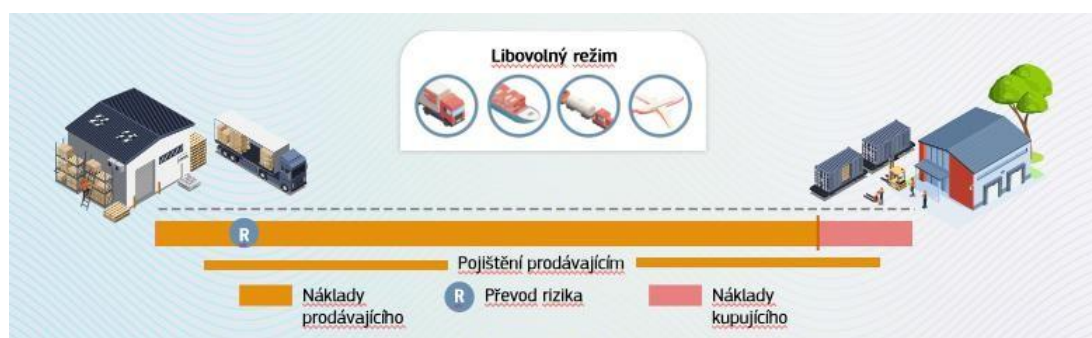 Libovolný režim
R
Pojištění prodávajícím
Náklady
prodávajícího
R
Převod rizika
Náklady
kupujícího